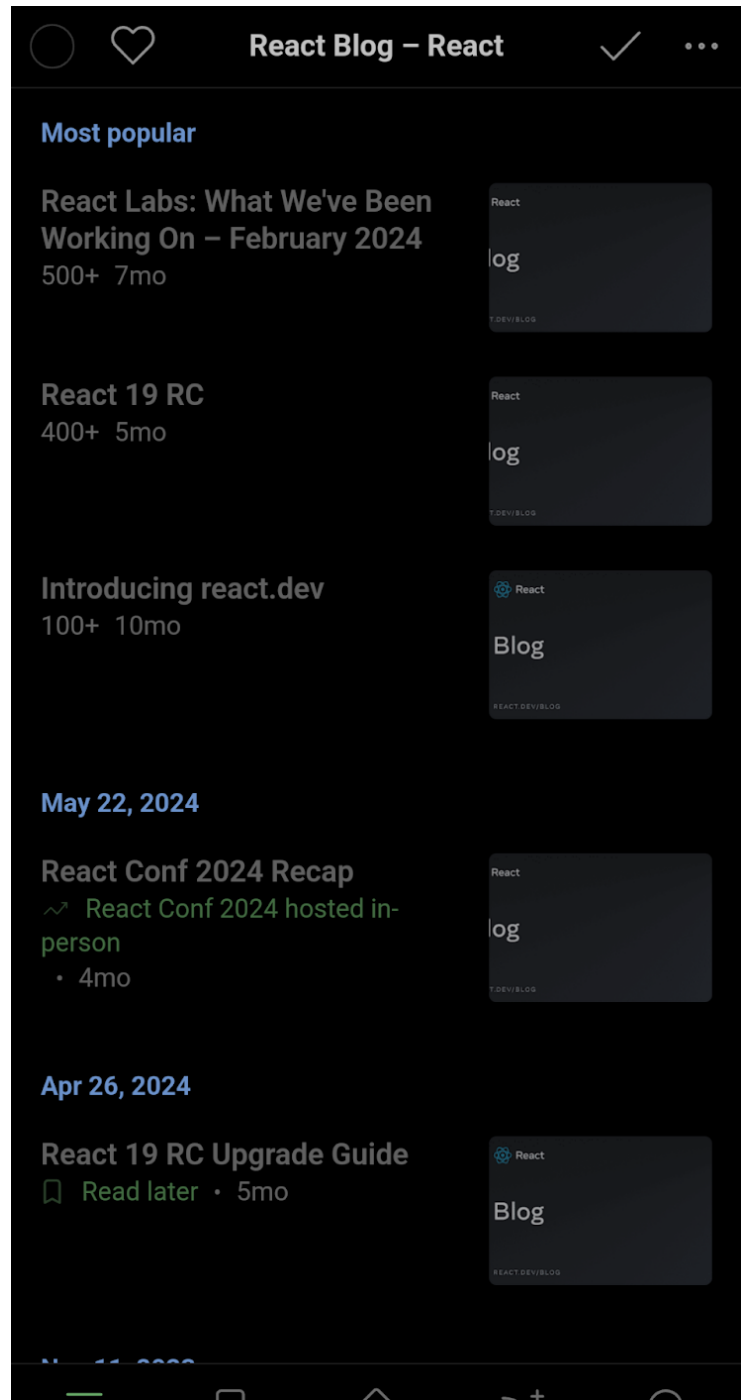 React Blog – React
Most popular
React Labs: What We've Been
Working On – February 2024
500+ 7mo
React
log
T.DEV/BLOG
React 19 RC
400+ 5mo
React
log
T.DEV/BLOG
Introducing react.dev
100+ 10mo
React
Blog
REACT.DEV/BLOG
May 22, 2024
React Conf 2024 Recap
React Conf 2024 hosted in-
person
• 4mo
React
log
T.DEV/BLOG
Apr 26, 2024
React 19 RC Upgrade Guide
Read later • 5mo
React
Blog
REACT.DEV/BLOG